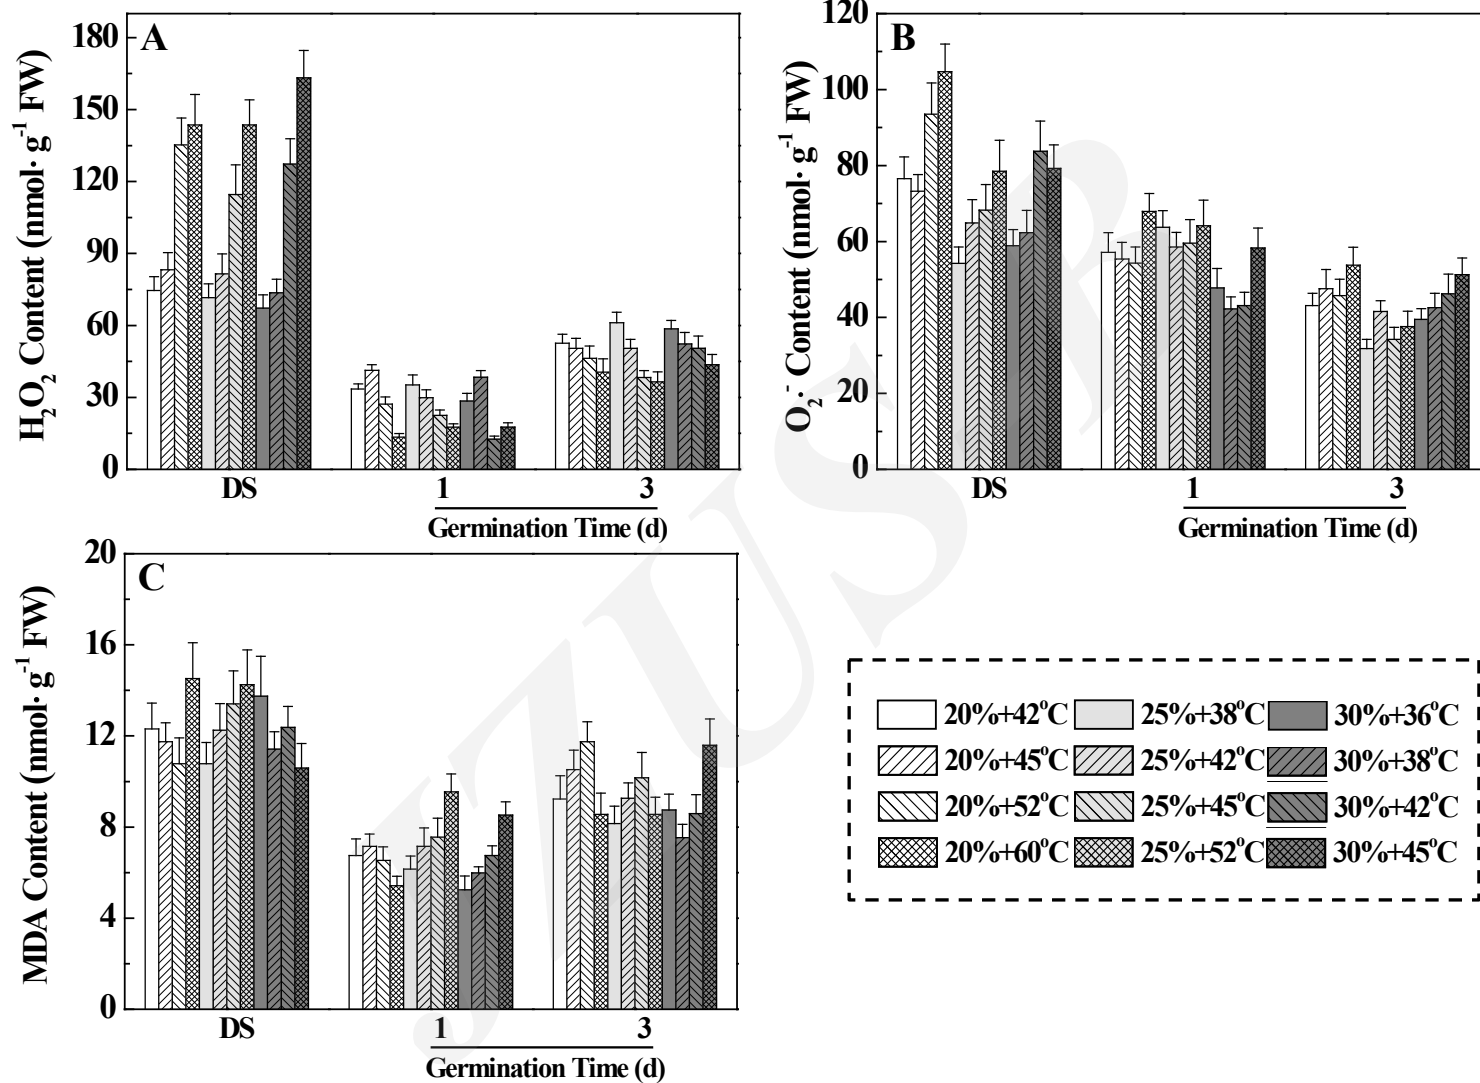 A
H2O2 Content (nmol· g-1 FW)
180
150
120
90
60
30
0
DS
1
3
Germination Time (d)
B
O2·- Content (nmol· g-1 FW)
120
100
80
60
40
20
0
DS
1
3
Germination Time (d)
C
MDA Content (nmol· g-1 FW)
20
16
12
8
4
0
DS
1
3
Germination Time (d)
20%+42°C 25%+38°C 30%+36°C
20%+45°C 25%+42°C 30%+38°C
20%+52°C 25%+45°C 30%+42°C
20%+60°C 25%+52°C 30%+45°C
JZUS-B